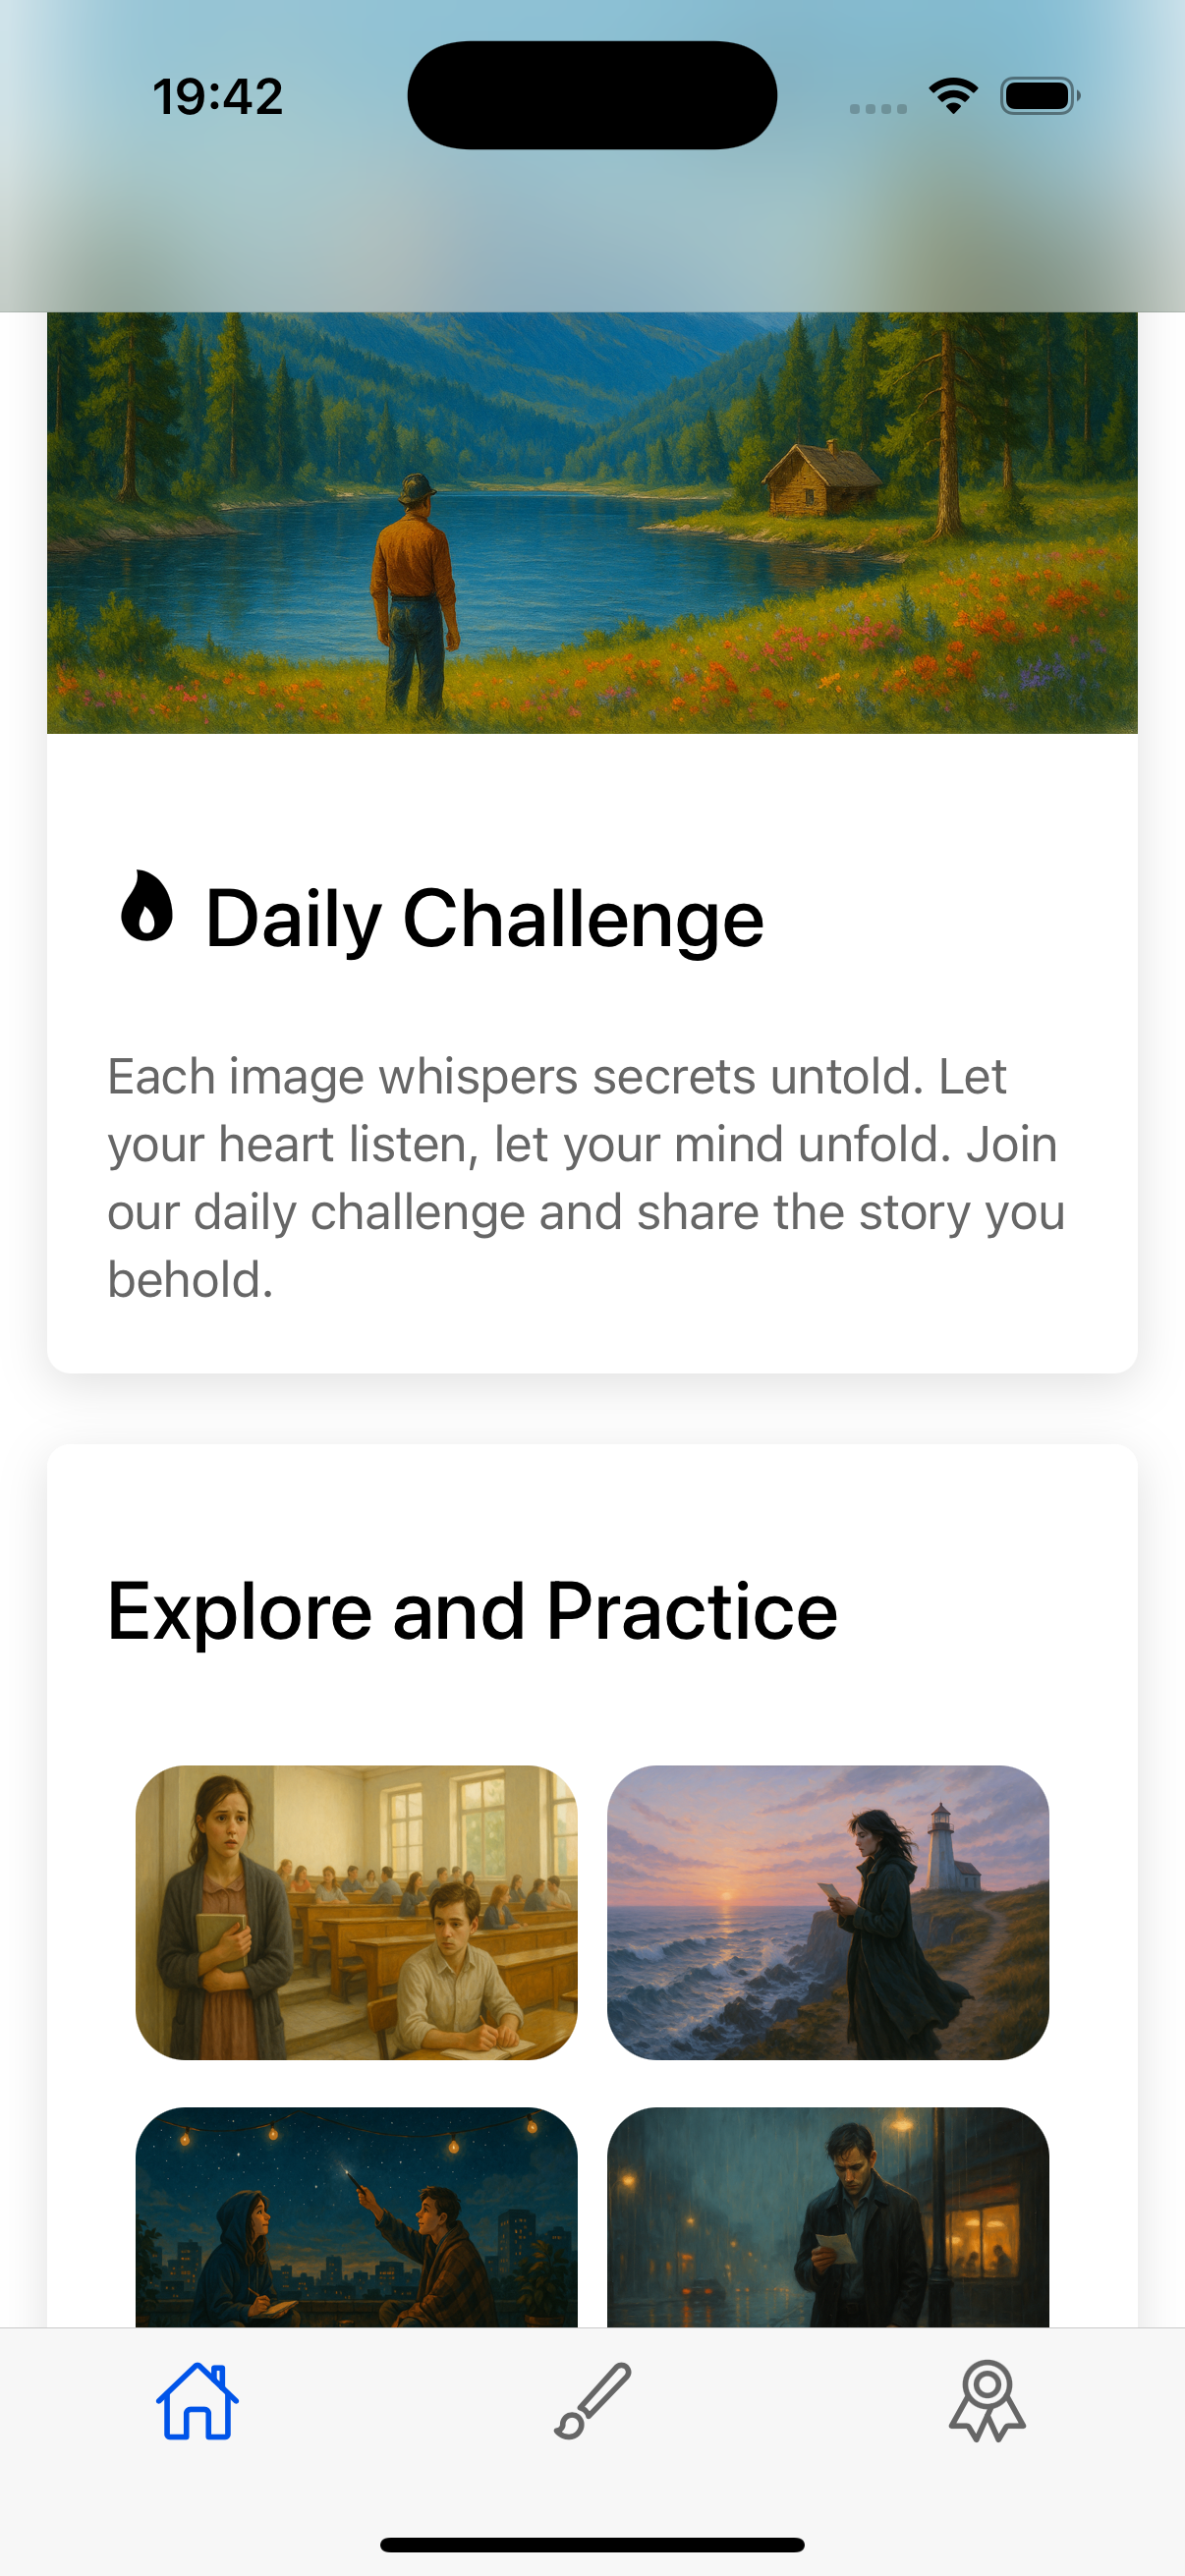 19:42
Daily Challenge
Each image whispers secrets untold. Let
your heart listen, let your mind unfold. Join
our daily challenge and share the story you
behold.
Explore and Practice